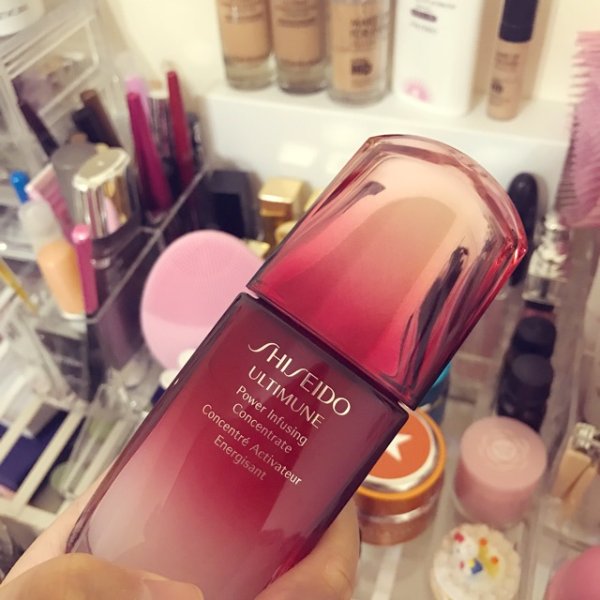 SHISEIDO
ULTIMUNE
Power Infusing
Concentrate
Concentré Activateur
Energisant